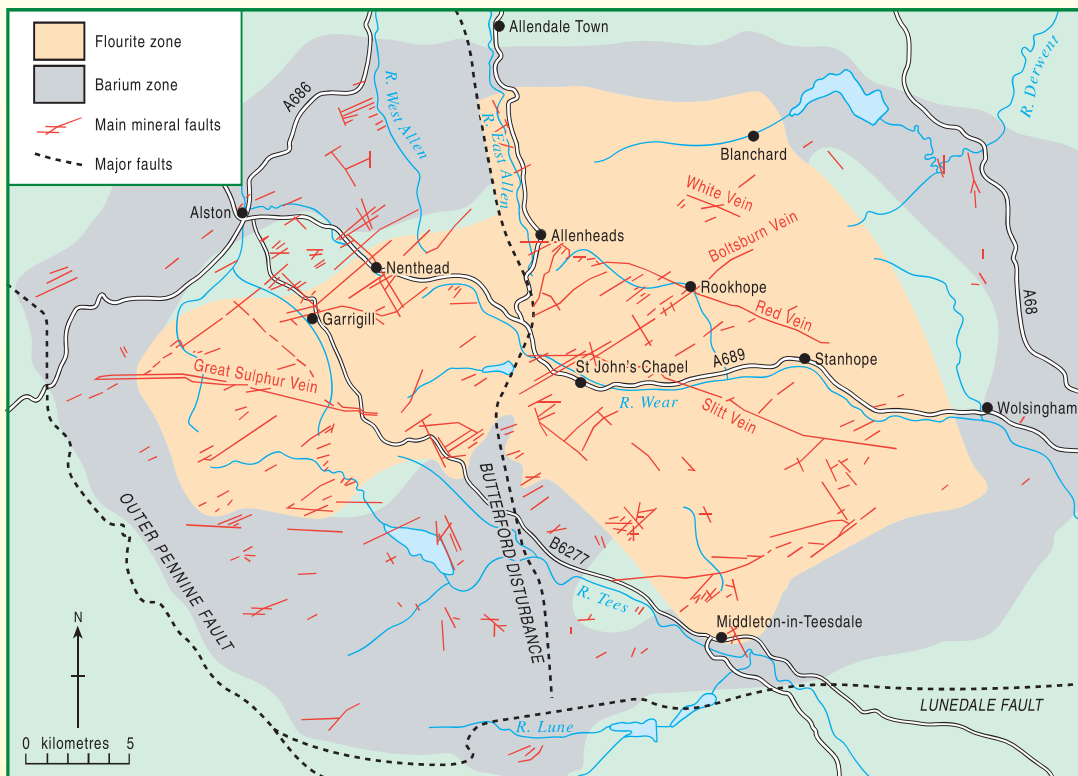 Flourite zone
Barium zone
Main mineral faults
Major faults
Allendale Town
A686
R. West Allen
R. East Allen
R. Derwent
Blanchard
White Vein
Alston
Boltsburn Vein
Allenheads
Nenthead
Rookhope
A68
Garrigill
Red Vein
St John's Chapel
A689
Stanhope
Great Sulphur Vein
R. Wear
Slitt Vein
Wolsingham
OUTER PENNINE FAULT
BUTTERFORD DISTURBANCE
B6277
R. Tees
Middleton-in-Teesdale
N
LUNEDALE FAULT
R. Lune
0 kilometres 5